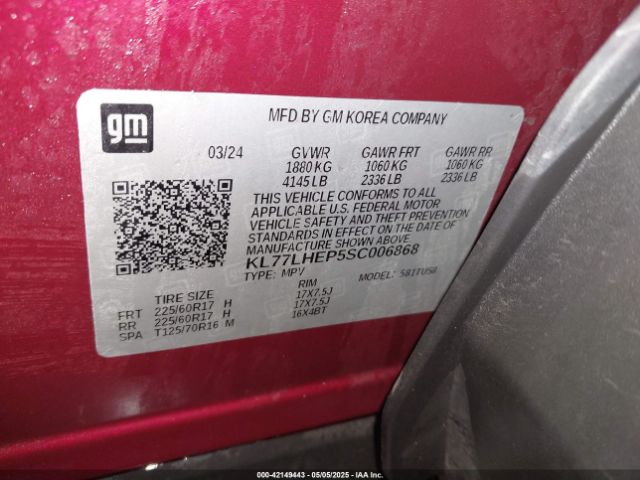 gm
MFD BY GM KOREA COMPANY
03/24 GVWR GAWR FRT GAWR RR
1880 KG 1060 KG 1060 KG
4145 LB 2336 LB 2336 LB
THIS VEHICLE CONFORMS TO ALL
APPLICABLE U.S. FEDERAL MOTOR
VEHICLE SAFETY AND THEFT PREVENTION
STANDARDS IN EFFECT ON THE DATE OF
MANUFACTURE SHOWN ABOVE
KL77LHEP5SC006868
TYPE: MPV MODEL:
TIRE SIZE RIM
FRT 225/60R17 H 17X7.5J
RR 225/60R17 H 17X7.5J
SPA T125/70R16 M 16X4BT
000-42149443 - 05/05/2025 - IAA Inc.